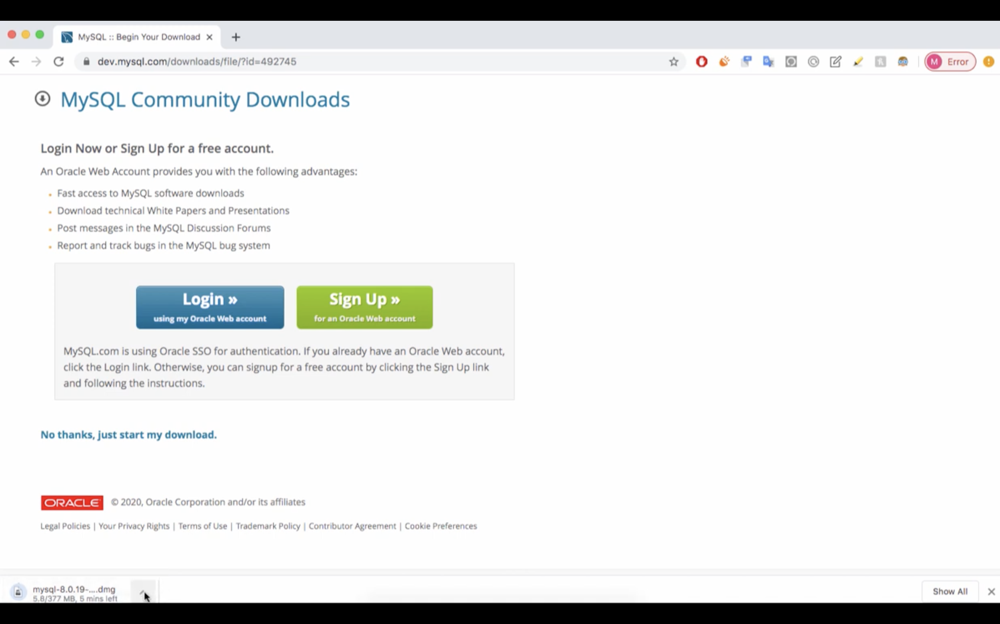 MySQL :: Begin Your Download
dev.mysql.com/downloads/file/?id=492745
M Error
MySQL Community Downloads
Login Now or Sign Up for a free account.
An Oracle Web Account provides you with the following advantages:
Fast access to MySQL software downloads
Download technical White Papers and Presentations
Post messages in the MySQL Discussion Forums
Report and track bugs in the MySQL bug system
Login » Sign Up »
using my Oracle Web account for an Oracle Web account
MySQL.com is using Oracle SSO for authentication. If you already have an Oracle Web account,
click the Login link. Otherwise, you can signup for a free account by clicking the Sign Up link
and following the instructions.
No thanks, just start my download.
ORACLE © 2020, Oracle Corporation and/or its affiliates
Legal Policies | Your Privacy Rights | Terms of Use | Trademark Policy | Contributor Agreement | Cookie Preferences
mysql-8.0.19-....dmg
5.8/377 MB, 5 mins left
Show All